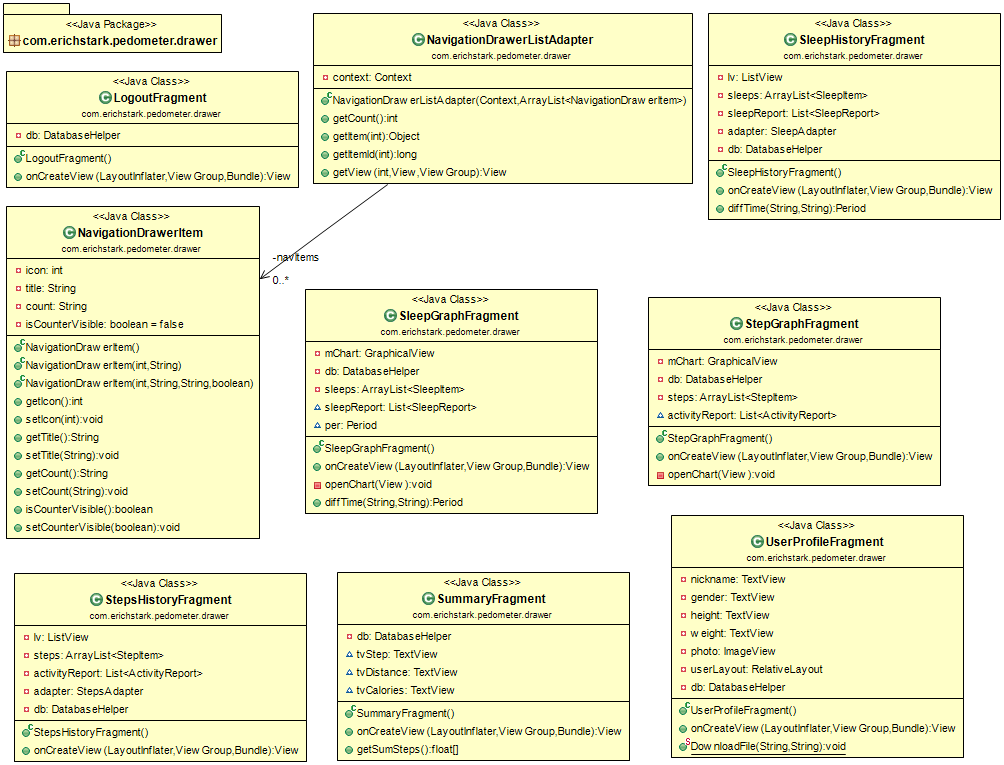 <<Java Package>>
com.erichstark.pedometer.drawer
<<Java Class>>
LogoutFragment
com.erichstark.pedometer.drawer
db: DatabaseHelper
LogoutFragment()
onCreateView(LayoutInflater,ViewGroup,Bundle):View
<<Java Class>>
NavigationDrawerListAdapter
com.erichstark.pedometer.drawer
context: Context
NavigationDrawerListAdapter(Context,ArrayList<NavigationDrawerItem>)
getCount():int
getItem(int):Object
getItemId(int):long
getView(int,View,ViewGroup):View
<<Java Class>>
SleepHistoryFragment
com.erichstark.pedometer.drawer
lv: ListView
sleeps: ArrayList<SleepItem>
sleepReport: List<SleepReport>
adapter: SleepAdapter
db: DatabaseHelper
SleepHistoryFragment()
onCreateView(LayoutInflater,ViewGroup,Bundle):View
diffTime(String,String):Period
<<Java Class>>
NavigationDrawerItem
com.erichstark.pedometer.drawer
icon: int
title: String
count: String
isCounterVisible: boolean = false
NavigationDrawerItem()
NavigationDrawerItem(int,String)
NavigationDrawerItem(int,String,String,boolean)
getIcon():int
setIcon(int):void
getTitle():String
setTitle(String):void
getCount():String
setCount(String):void
isCounterVisible():boolean
setCounterVisible(boolean):void
-navItems
0..*
<<Java Class>>
SleepGraphFragment
com.erichstark.pedometer.drawer
mChart: GraphicalView
db: DatabaseHelper
sleeps: ArrayList<SleepItem>
sleepReport: List<SleepReport>
per: Period
SleepGraphFragment()
onCreateView(LayoutInflater,ViewGroup,Bundle):View
openChart(View):void
diffTime(String,String):Period
<<Java Class>>
StepGraphFragment
com.erichstark.pedometer.drawer
mChart: GraphicalView
db: DatabaseHelper
steps: ArrayList<StepItem>
activityReport: List<ActivityReport>
StepGraphFragment()
onCreateView(LayoutInflater,ViewGroup,Bundle):View
openChart(View):void
<<Java Class>>
StepsHistoryFragment
com.erichstark.pedometer.drawer
lv: ListView
steps: ArrayList<StepItem>
activityReport: List<ActivityReport>
adapter: StepsAdapter
db: DatabaseHelper
StepsHistoryFragment()
onCreateView(LayoutInflater,ViewGroup,Bundle):View
<<Java Class>>
SummaryFragment
com.erichstark.pedometer.drawer
db: DatabaseHelper
tvStep: TextView
tvDistance: TextView
tvCalories: TextView
SummaryFragment()
onCreateView(LayoutInflater,ViewGroup,Bundle):View
getSumSteps():float[]
<<Java Class>>
UserProfileFragment
com.erichstark.pedometer.drawer
nickname: TextView
gender: TextView
height: TextView
weight: TextView
photo: ImageView
userLayout: RelativeLayout
db: DatabaseHelper
UserProfileFragment()
onCreateView(LayoutInflater,ViewGroup,Bundle):View
DownloadFile(String,String):void